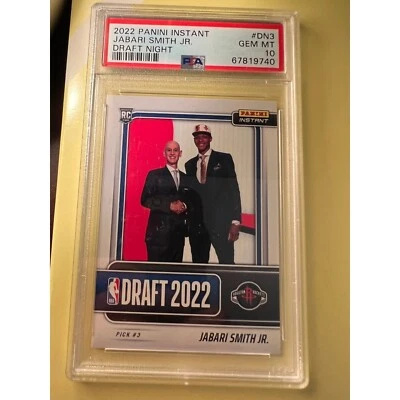 2022 PANINI INSTANT #DN3
JABARI SMITH JR. GEM MT
DRAFT NIGHT 10
PSA 67819740
RC
PANINI
INSTANT
NBA DRAFT 2022
PICK #3
JABARI SMITH JR.